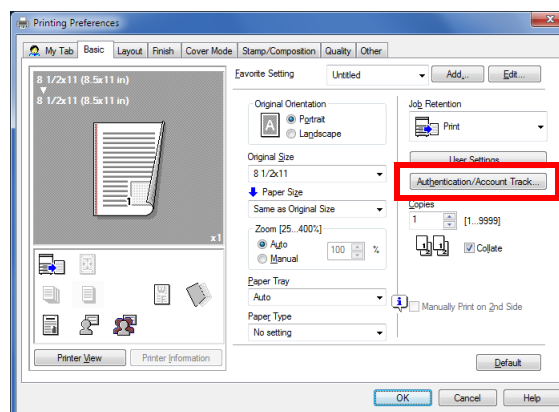 Printing Preferences
My Tab Basic Layout Finish Cover Mode Stamp/Composition Quality Other
8 1/2x11 (8.5x11 in)
8 1/2x11 (8.5x11 in)
1
x1
Printer View Printer Information
Favorite Setting Untitled Add... Edit...
Original Orientation
A
Portrait
Landscape
Original Size
8 1/2x11
Paper Size
Same as Original Size
Zoom [25...400%]
Auto
Manual
100 %
Paper Tray
Auto
Paper Type
No setting
Job Retention
Print
User Settings...
Authentication/Account Track...
Copies
1 [1..9999]
Collate
Manually Print on 2nd Side
Default
OK Cancel Help